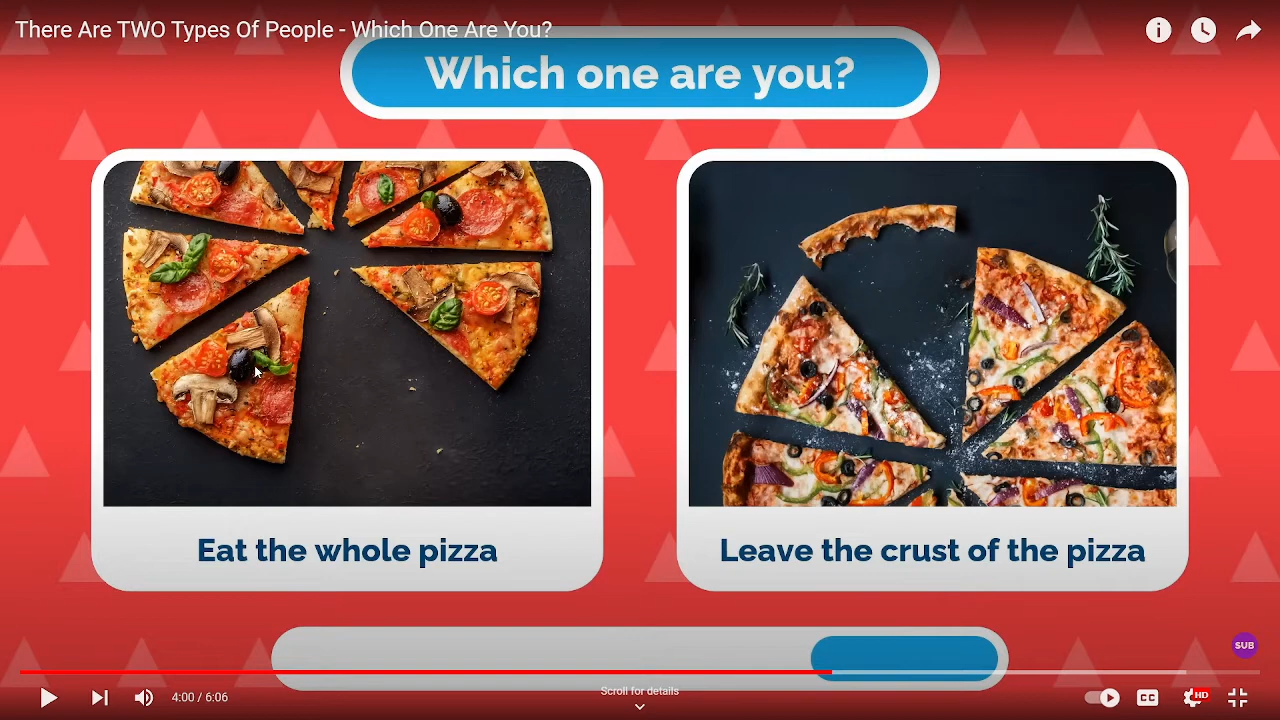 There Are TWO Types Of People - Which One Are You?
Which one are you?
Eat the whole pizza
Leave the crust of the pizza
SUB
4:00 / 6:06
Scroll for details
CC
HD